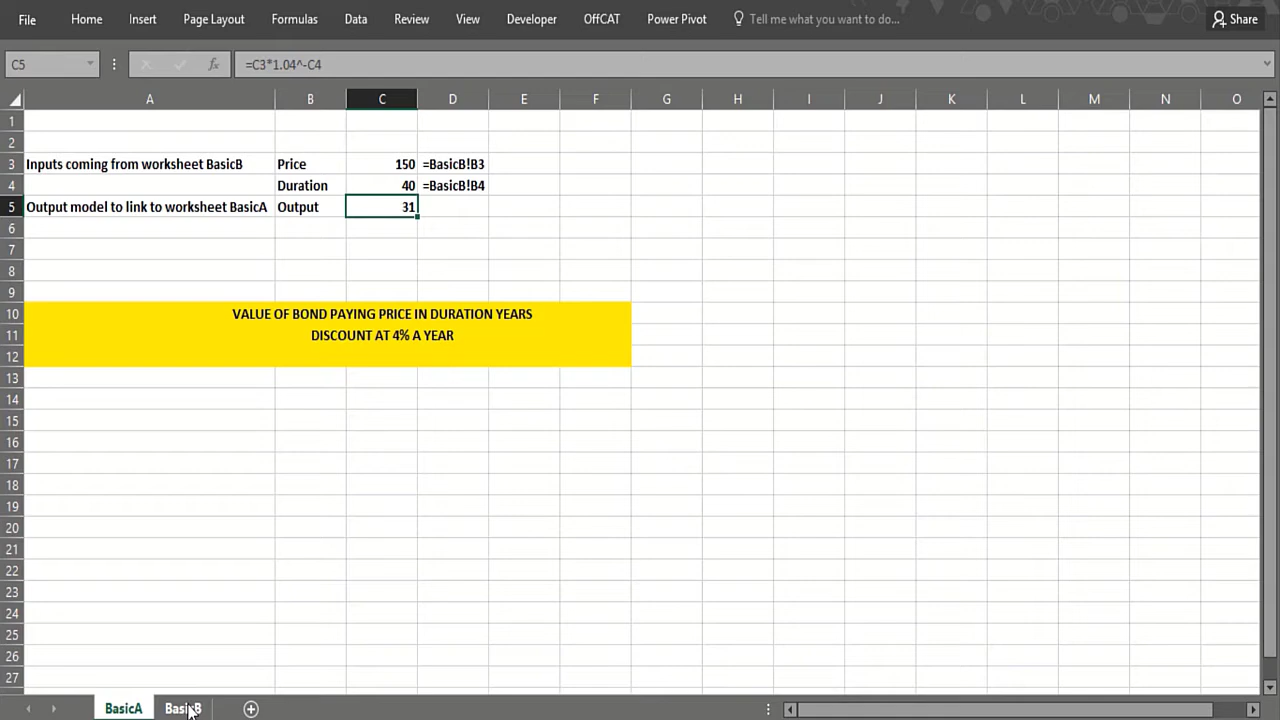 File Home Insert Page Layout Formulas Data Review View Developer OffCAT Power Pivot Tell me what you want to do... Share
C5 fx =C3*1.04^-C4
A B C D E F G H I J K L M N O
1
2
3 Inputs coming from worksheet BasicB Price 150 =BasicB!B3
4 Duration 40 =BasicB!B4
5 Output model to link to worksheet BasicA Output 31
6
7
8
9
10 VALUE OF BOND PAYING PRICE IN DURATION YEARS
11 DISCOUNT AT 4% A YEAR
12
13
14
15
16
17
18
19
20
21
22
23
24
25
26
27
BasicA BasicB